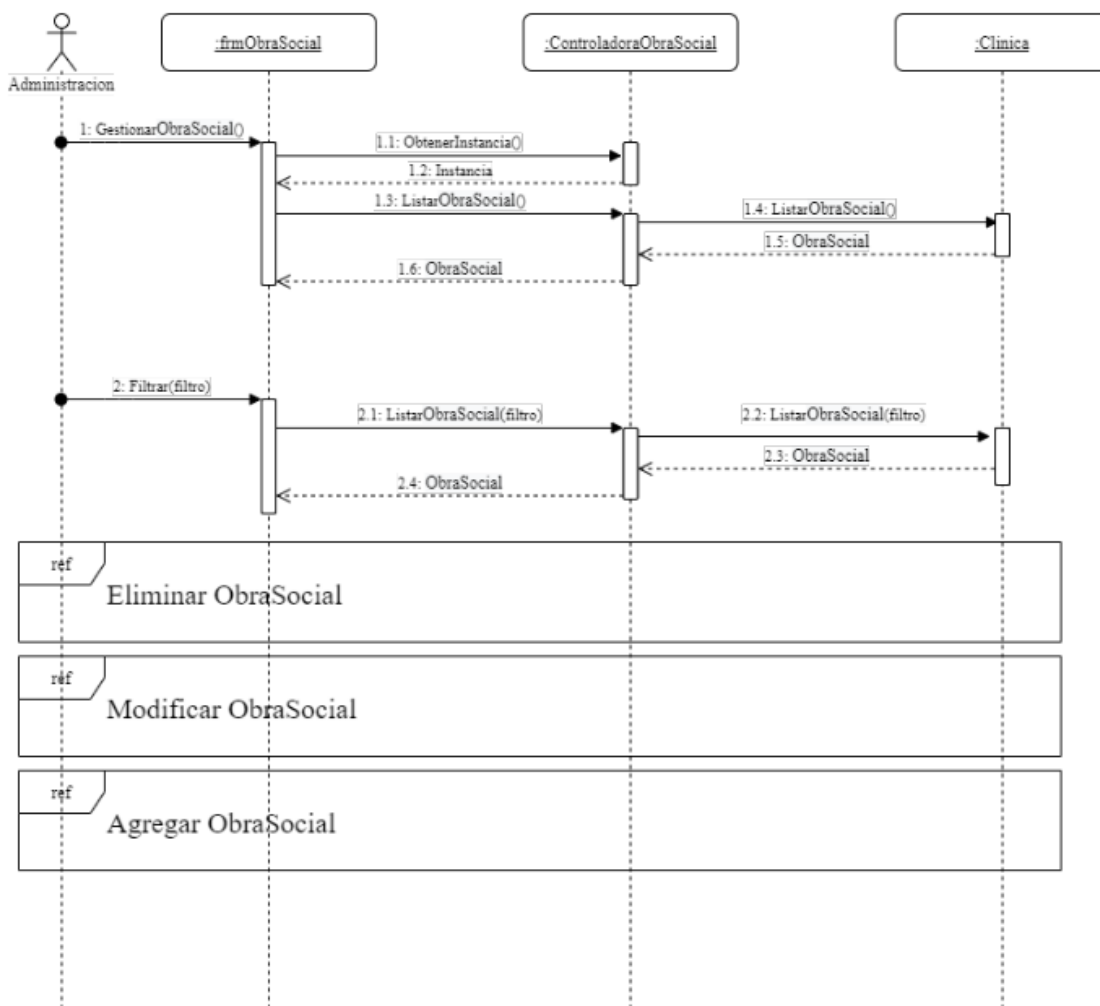 :frmObraSocial
:ControladoraObraSocial
:Clinica
Administracion
1: GestionarObraSocial()
1.1: ObtenerInstancia()
1.2: Instancia
1.3: ListarObraSocial()
1.4: ListarObraSocial()
1.5: ObraSocial
1.6: ObraSocial
2: Filtrar(filtro)
2.1: ListarObraSocial(filtro)
2.2: ListarObraSocial(filtro)
2.3: ObraSocial
2.4: ObraSocial
ref
Eliminar ObraSocial
ref
Modificar ObraSocial
ref
Agregar ObraSocial